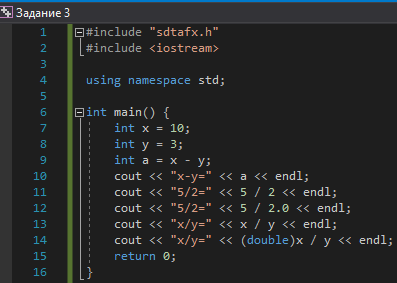 Задание 3
1 #include "sdtafx.h"
2 #include <iostream>
3
4 using namespace std;
5
6 int main() {
7 int x = 10;
8 int y = 3;
9 int a = x - y;
10 cout << "x-y=" << a << endl;
11 cout << "5/2=" << 5 / 2 << endl;
12 cout << "5/2=" << 5 / 2.0 << endl;
13 cout << "x/y=" << x / y << endl;
14 cout << "x/y=" << (double)x / y << endl;
15 return 0;
16 }